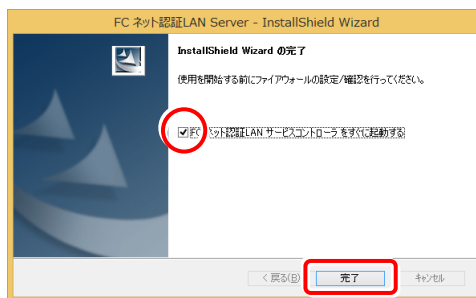 FC ネット認証LAN Server - InstallShield Wizard
InstallShield Wizard の完了
使用を開始する前にファイアウォールの設定/確認を行ってください。
FC ネット認証LAN サービスコントローラ をすぐに起動する
< 戻る(B)
完了
キャンセル